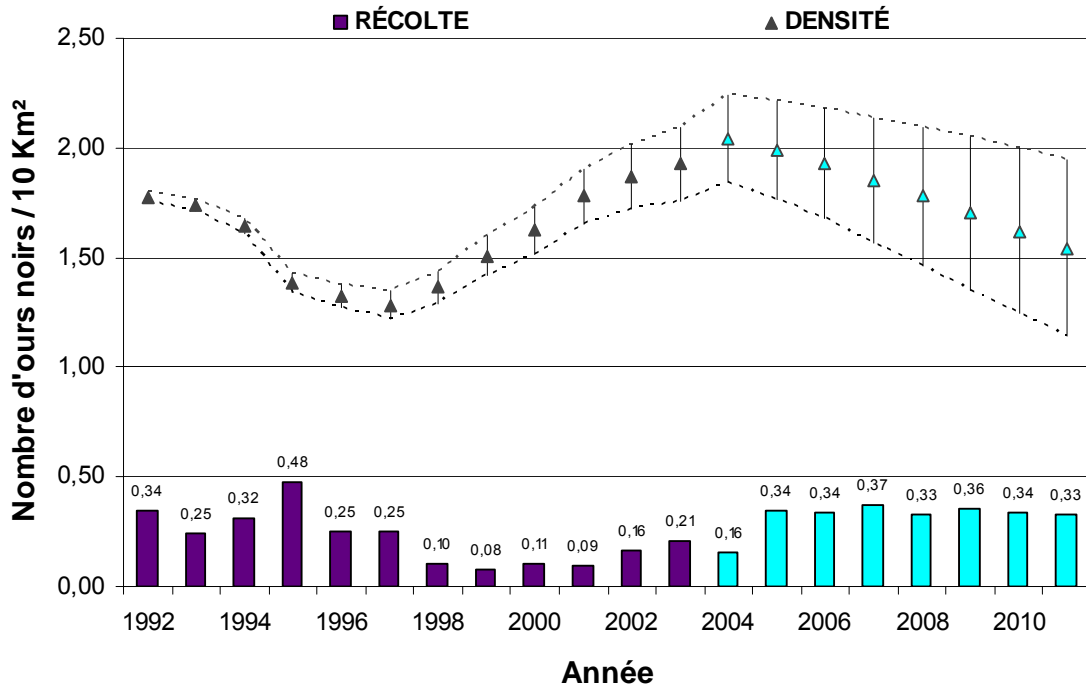 RÉCOLTE DENSITÉ
Nombre d'ours noirs / 10 Km²
2,50
2,00
1,50
1,00
0,50
0,00
0,34 0,25 0,32 0,48 0,25 0,25 0,10 0,08 0,11 0,09 0,16 0,21 0,16 0,34 0,34 0,37 0,33 0,36 0,34 0,33
1992 1994 1996 1998 2000 2002 2004 2006 2008 2010
Année